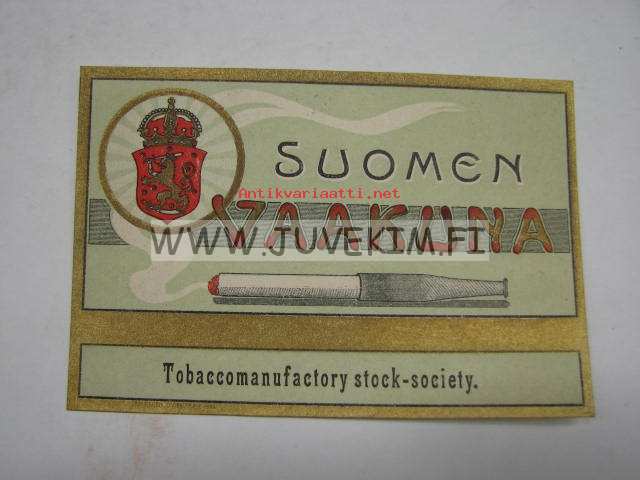 SUOMEN
Antikvariaatti.net
VAAKUNA
WWW.JUVEKIM.FI
Tobaccomanufactory stock-society.